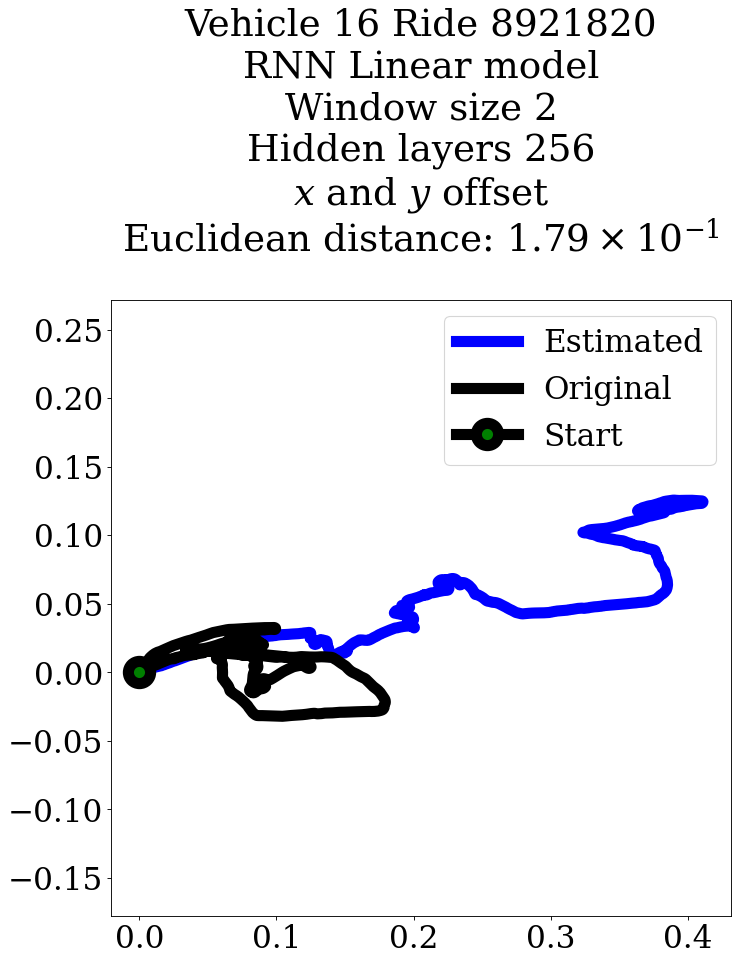 Vehicle 16 Ride 8921820
RNN Linear model
Window size 2
Hidden layers 256
x and y offset
Euclidean distance: 1.79 × 10⁻¹
Estimated
Original
Start
0.25
0.20
0.15
0.10
0.05
0.00
−0.05
−0.10
−0.15
0.0 0.1 0.2 0.3 0.4